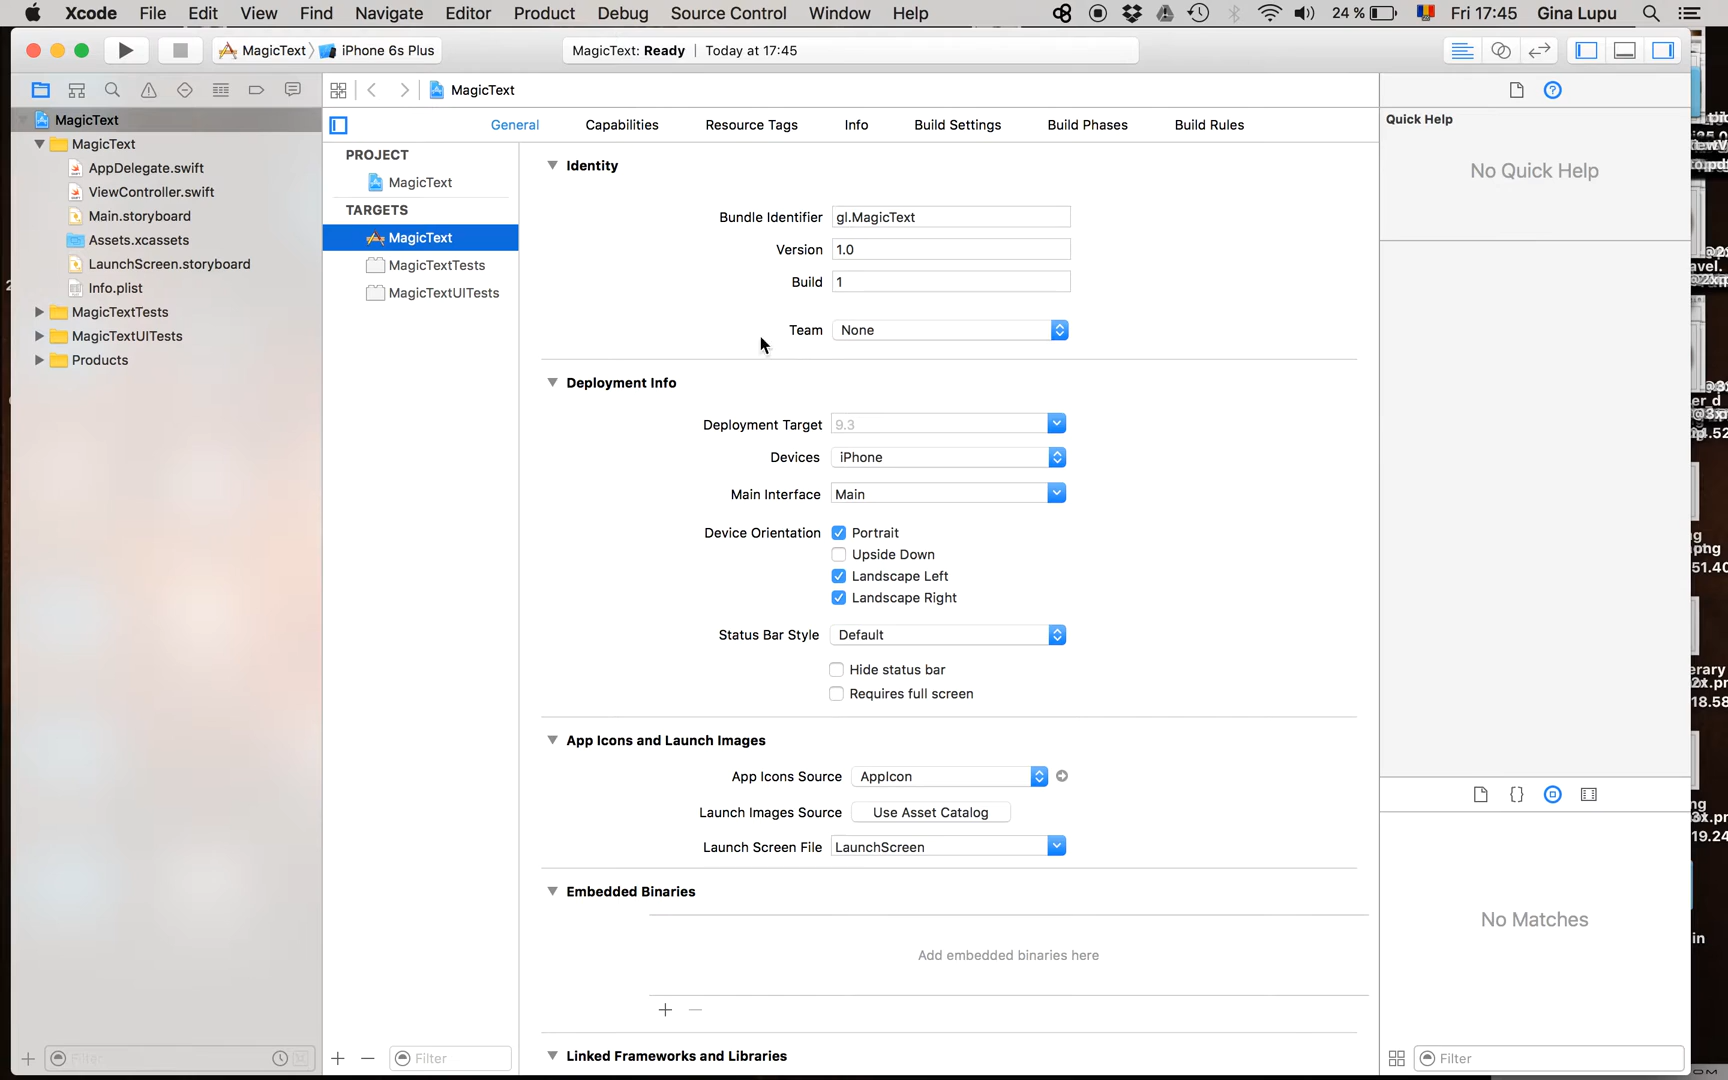 Xcode File Edit View Find Navigate Editor Product Debug Source Control Window Help 24 % Fri 17:45 Gina Lupu
MagicText iPhone 6s Plus MagicText: Ready | Today at 17:45
MagicText
Quick Help
No Quick Help
MagicText
MagicText
AppDelegate.swift
ViewController.swift
Main.storyboard
Assets.xcassets
LaunchScreen.storyboard
Info.plist
MagicTextTests
MagicTextUITests
Products
General Capabilities Resource Tags Info Build Settings Build Phases Build Rules
PROJECT
MagicText
TARGETS
MagicText
MagicTextTests
MagicTextUITests
Identity
Bundle Identifier gl.MagicText
Version 1.0
Build 1
Team None
Deployment Info
Deployment Target 9.3
Devices iPhone
Main Interface Main
Device Orientation Portrait
Upside Down
Landscape Left
Landscape Right
Status Bar Style Default
Hide status bar
Requires full screen
App Icons and Launch Images
App Icons Source AppIcon
Launch Images Source Use Asset Catalog
Launch Screen File LaunchScreen
Embedded Binaries
Add embedded binaries here
Linked Frameworks and Libraries
No Matches
Filter
Filter
Filter